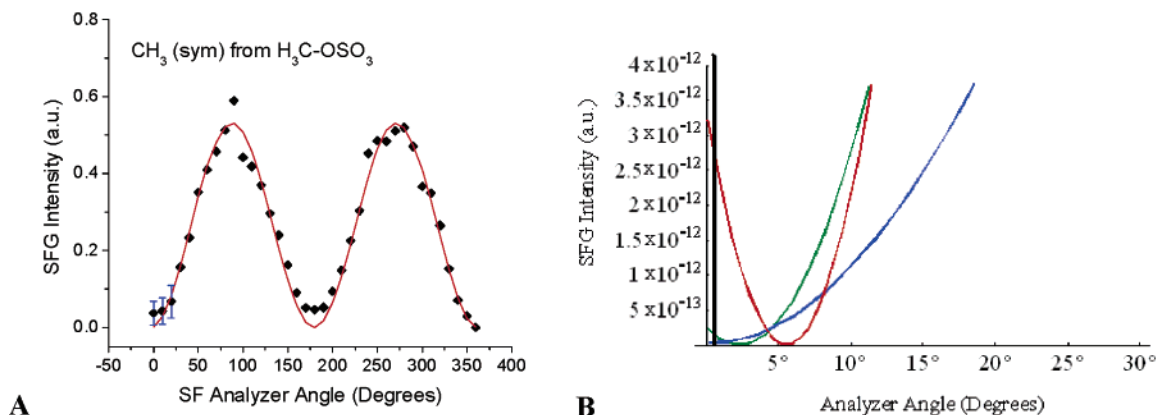 CH3 (sym) from H3C-OSO3
SFG Intensity (a.u.)
0.8
0.6
0.4
0.2
0.0
-50 0 50 100 150 200 250 300 350 400
SF Analyzer Angle (Degrees)
A
SFG Intensity (a.u.)
4x10-12
3.5x10-12
3x10-12
2.5x10-12
2x10-12
1.5x10-12
1x10-12
5x10-13
5° 10° 15° 20° 25° 30°
Analyzer Angle (Degrees)
B